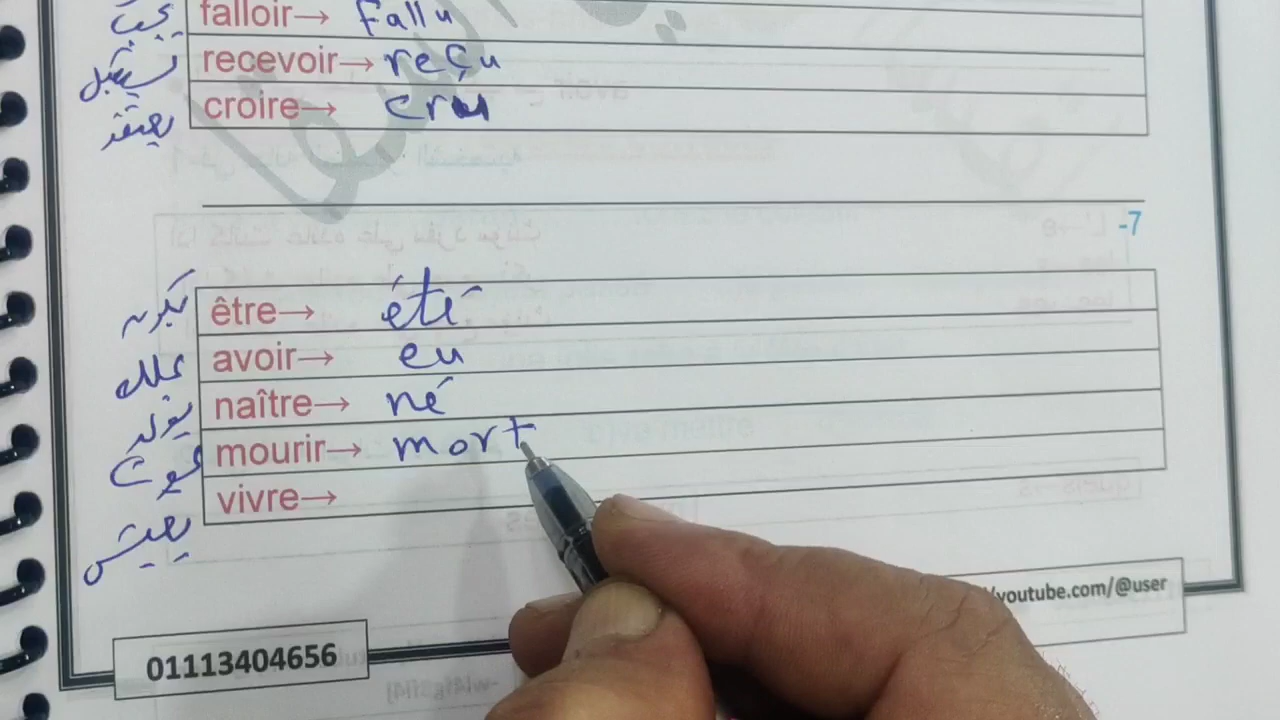 يجب falloir→ fallu
يستقبل recevoir→ reçu
يعتقد croire→ cru
-7
يكون être→ été
يملك avoir→ eu
يولد naître→ né
يموت mourir→ mort
يعيش vivre→
/youtube.com/@user
01113404656